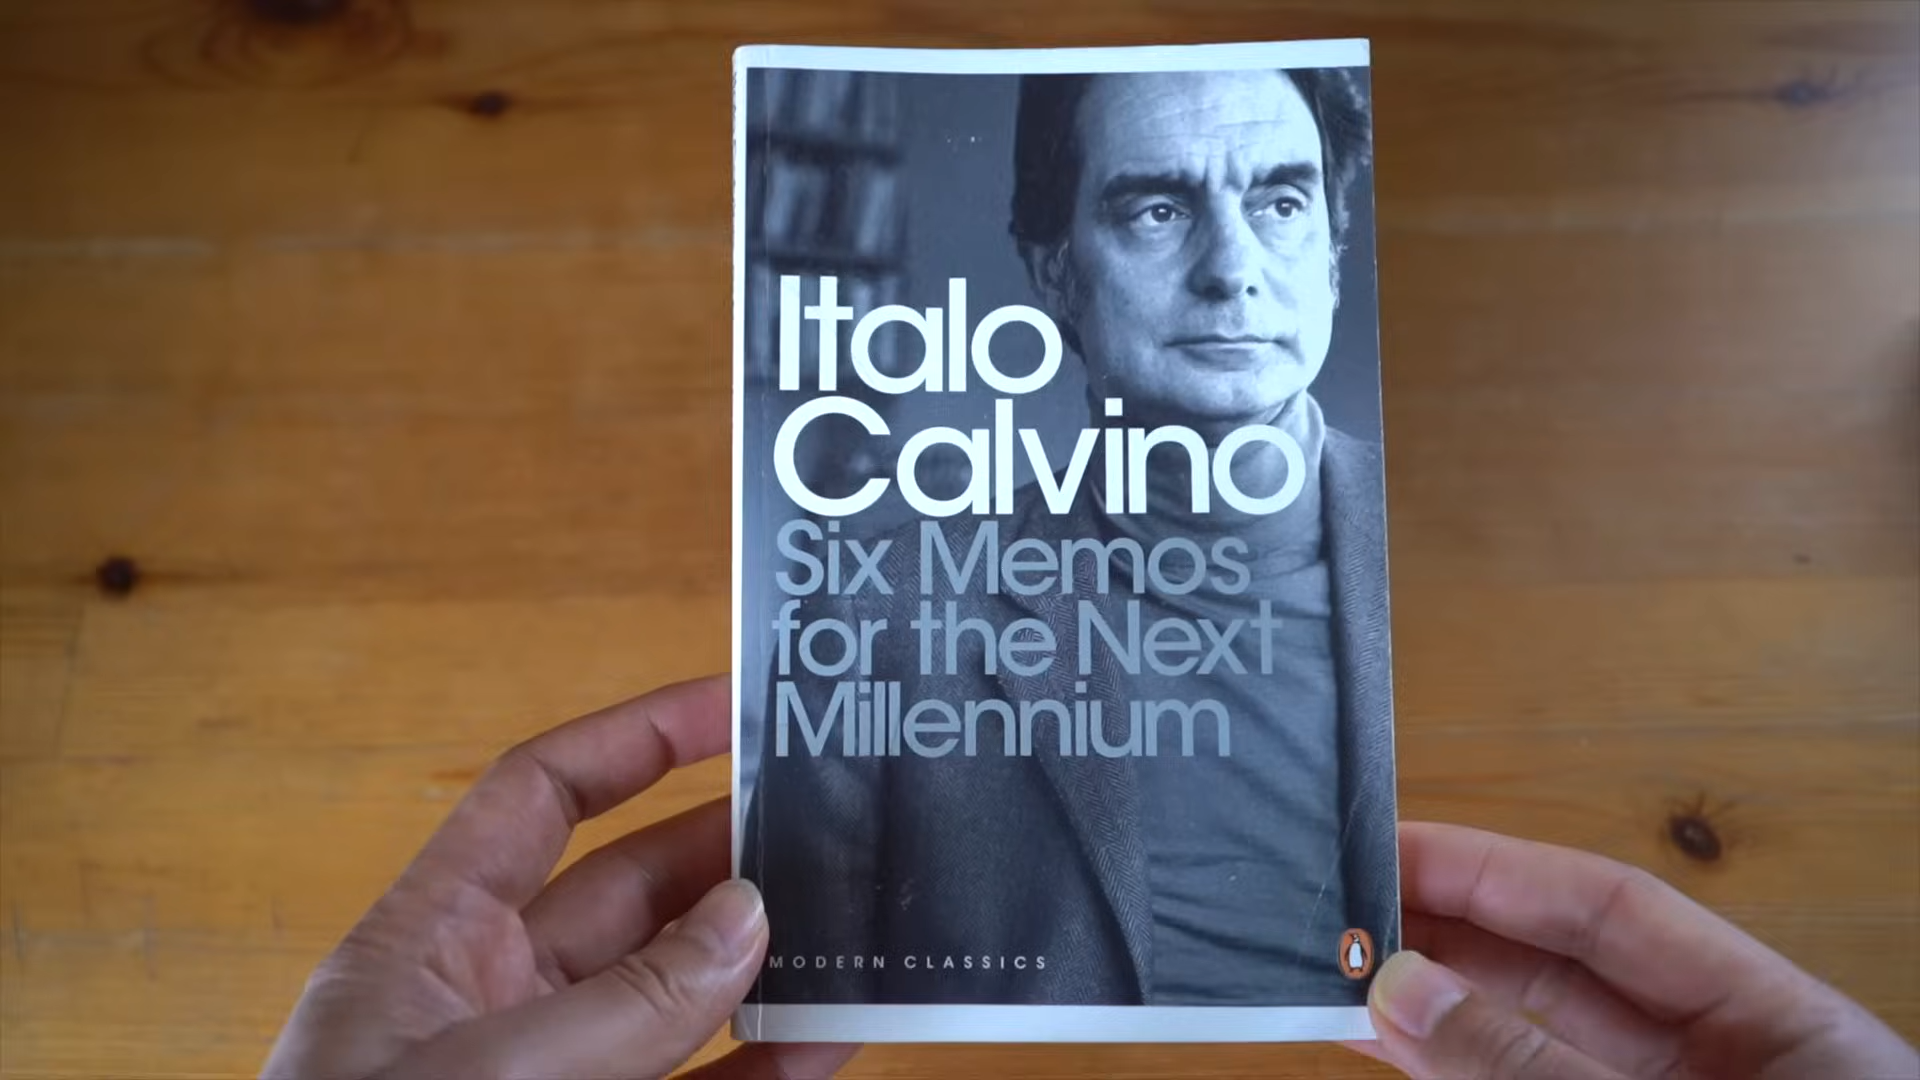 Italo
Calvino
Six Memos
for the Next
Millennium
MODERN CLASSICS